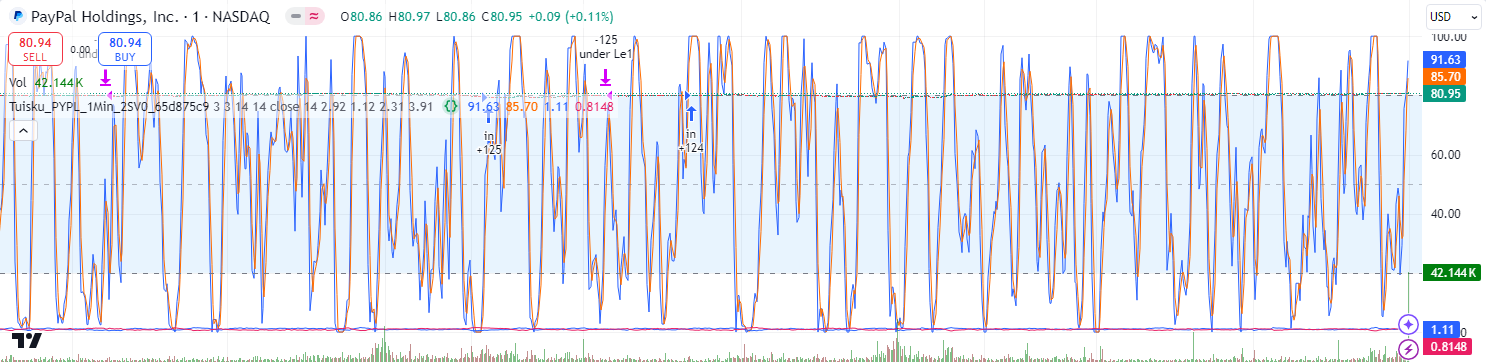 PayPal Holdings, Inc. · 1 · NASDAQ
O80.86 H80.97 L80.86 C80.95 +0.09 (+0.11%)
USD
80.94
SELL
0.00
80.94
BUY
-125
under Le1
Vol 42.144 K
Tuisku_PYPL_1Min_2SV0_65d875c9 3 3 14 14 close 14 2.92 1.12 2.31 3.91 91.63 85.70 1.11 0.8148
in
+125
in
+124
100.00
91.63
85.70
80.95
60.00
40.00
42.144 K
1.11
0.8148